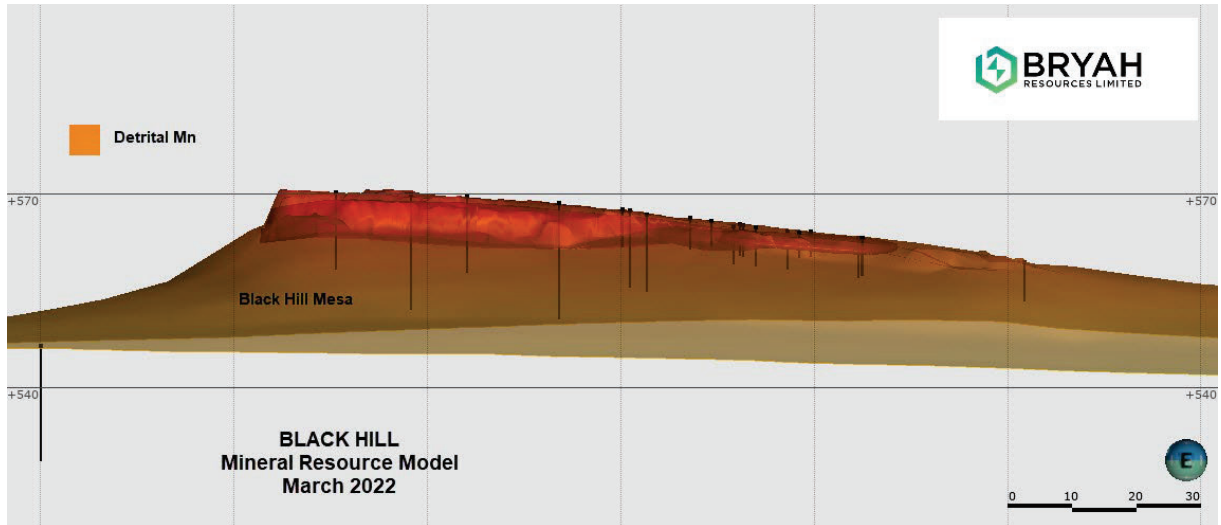 BRYAH
RESOURCES LIMITED
Detrital Mn
+570
+570
Black Hill Mesa
+540
+540
BLACK HILL
Mineral Resource Model
March 2022
E
0 10 20 30